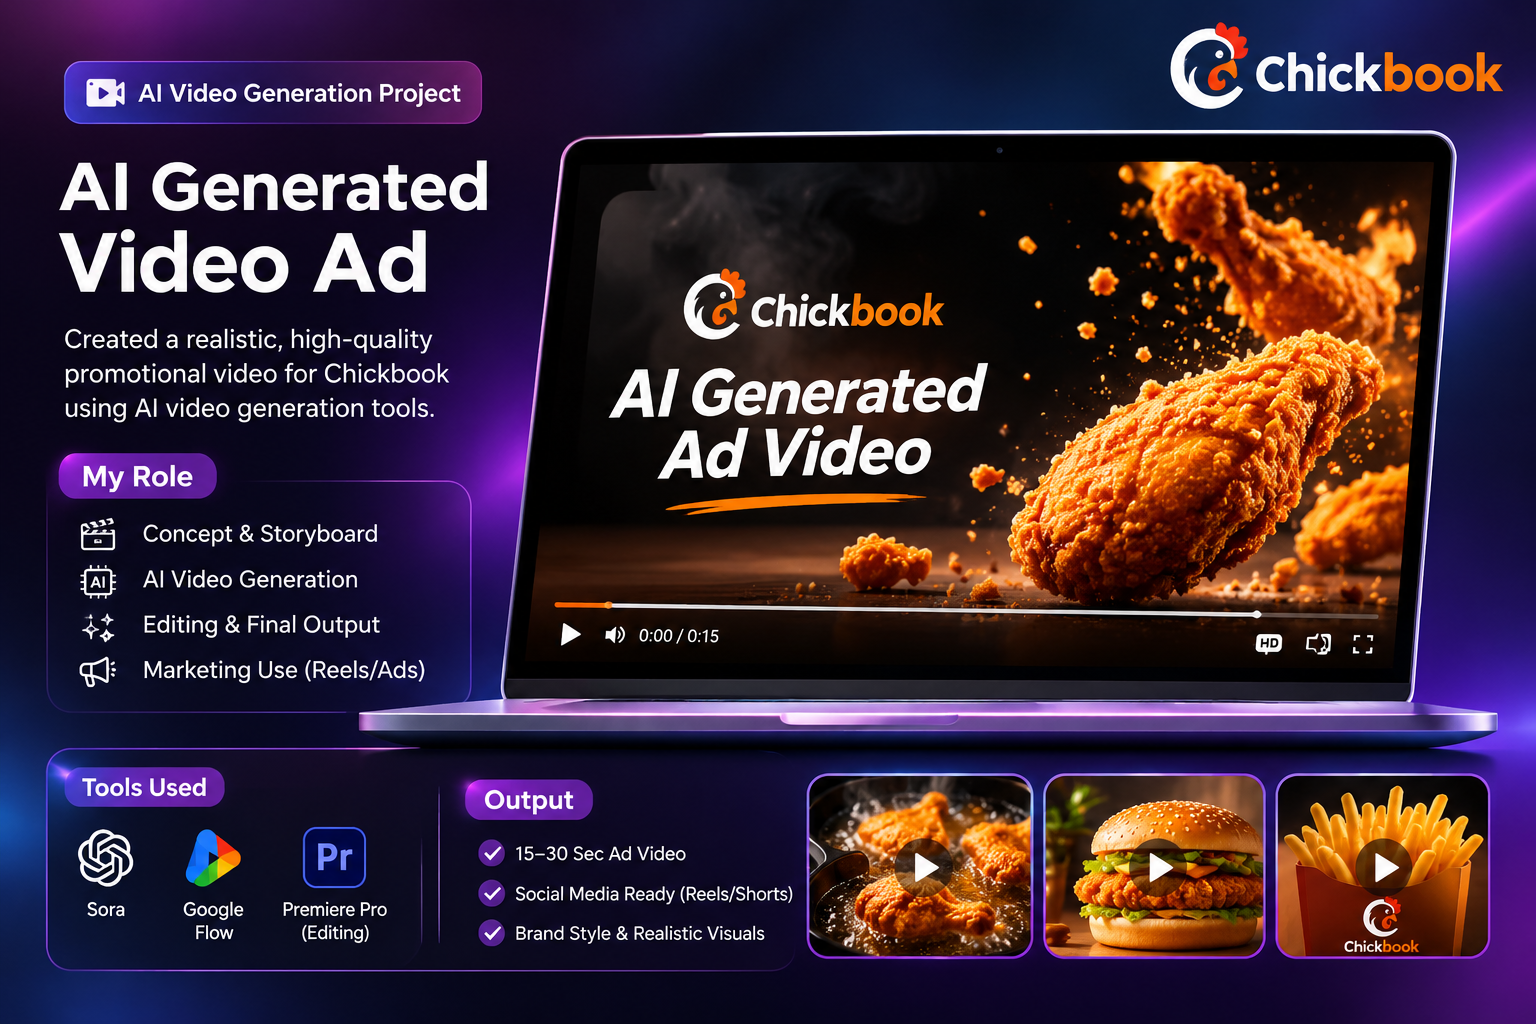 AI Video Generation Project
Chickbook
AI Generated
Video Ad
Created a realistic, high-quality
promotional video for Chickbook
using AI video generation tools.
My Role
Concept & Storyboard
AI
AI Video Generation
Editing & Final Output
Marketing Use (Reels/Ads)
Chickbook
AI Generated
Ad Video
0:00 / 0:15
HD
Tools Used
Sora
Google
Flow
Pr
Premiere Pro
(Editing)
Output
15–30 Sec Ad Video
Social Media Ready (Reels/Shorts)
Brand Style & Realistic Visuals
Chickbook